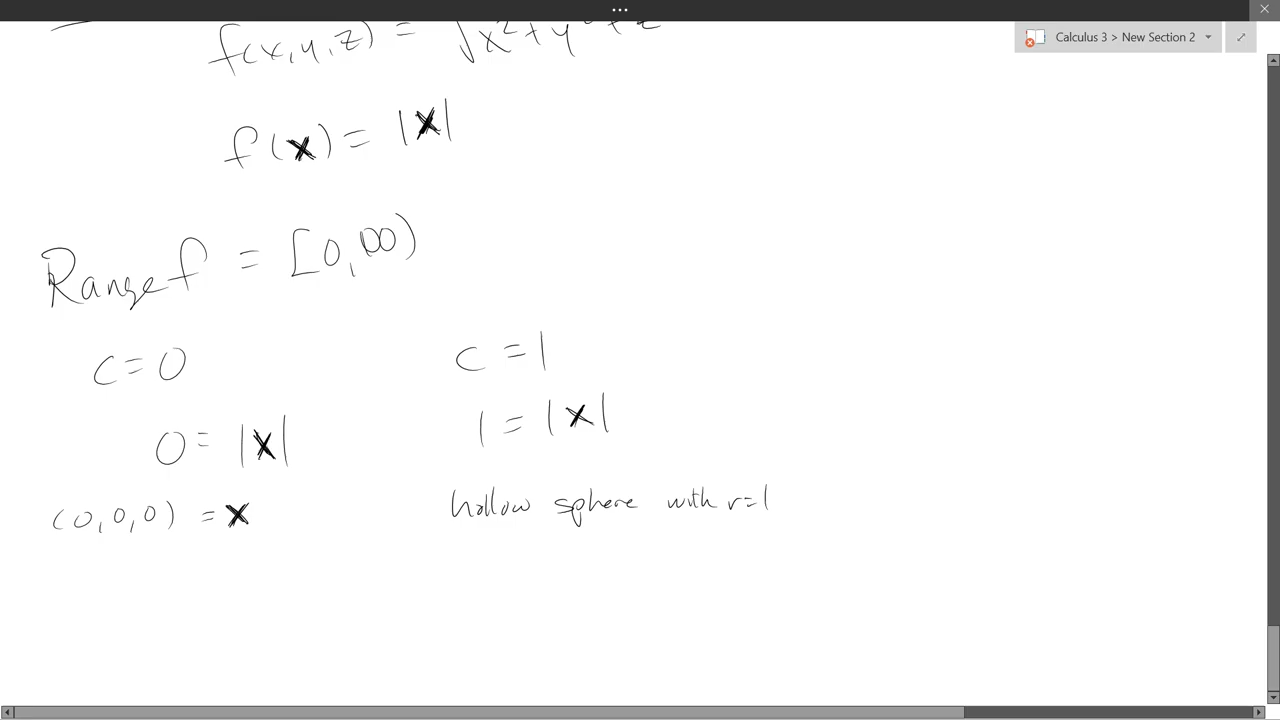 Calculus 3 > New Section 2
f(x,y,z) = √x²+y²+z
f(x) = |x|
Range f = [0,∞)
c=0
0=|x|
(0,0,0) =x
c=1
1=|x|
hollow sphere with r=1